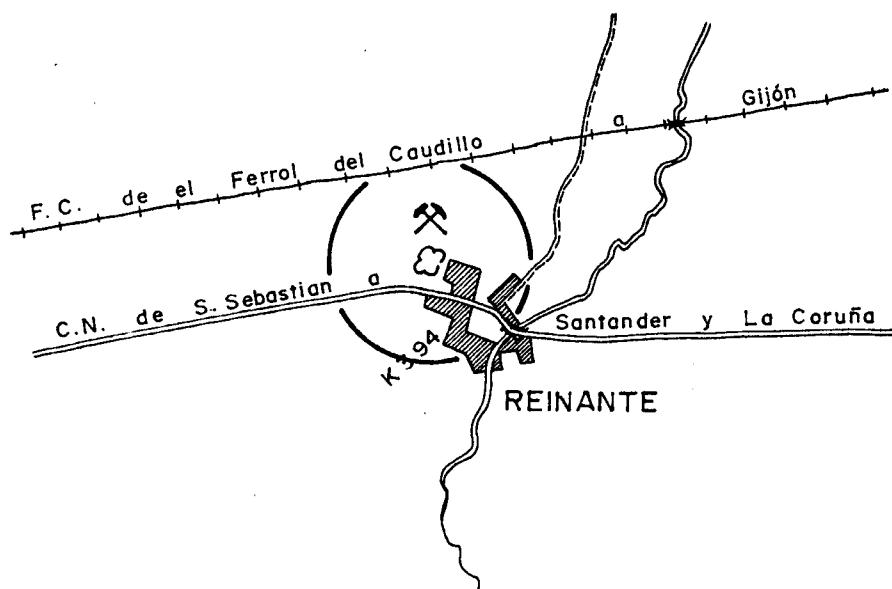 F.C. de el Ferrol del Caudillo a Gijón
C.N. de S. Sebastian a Santander y La Coruña
K 394
REINANTE